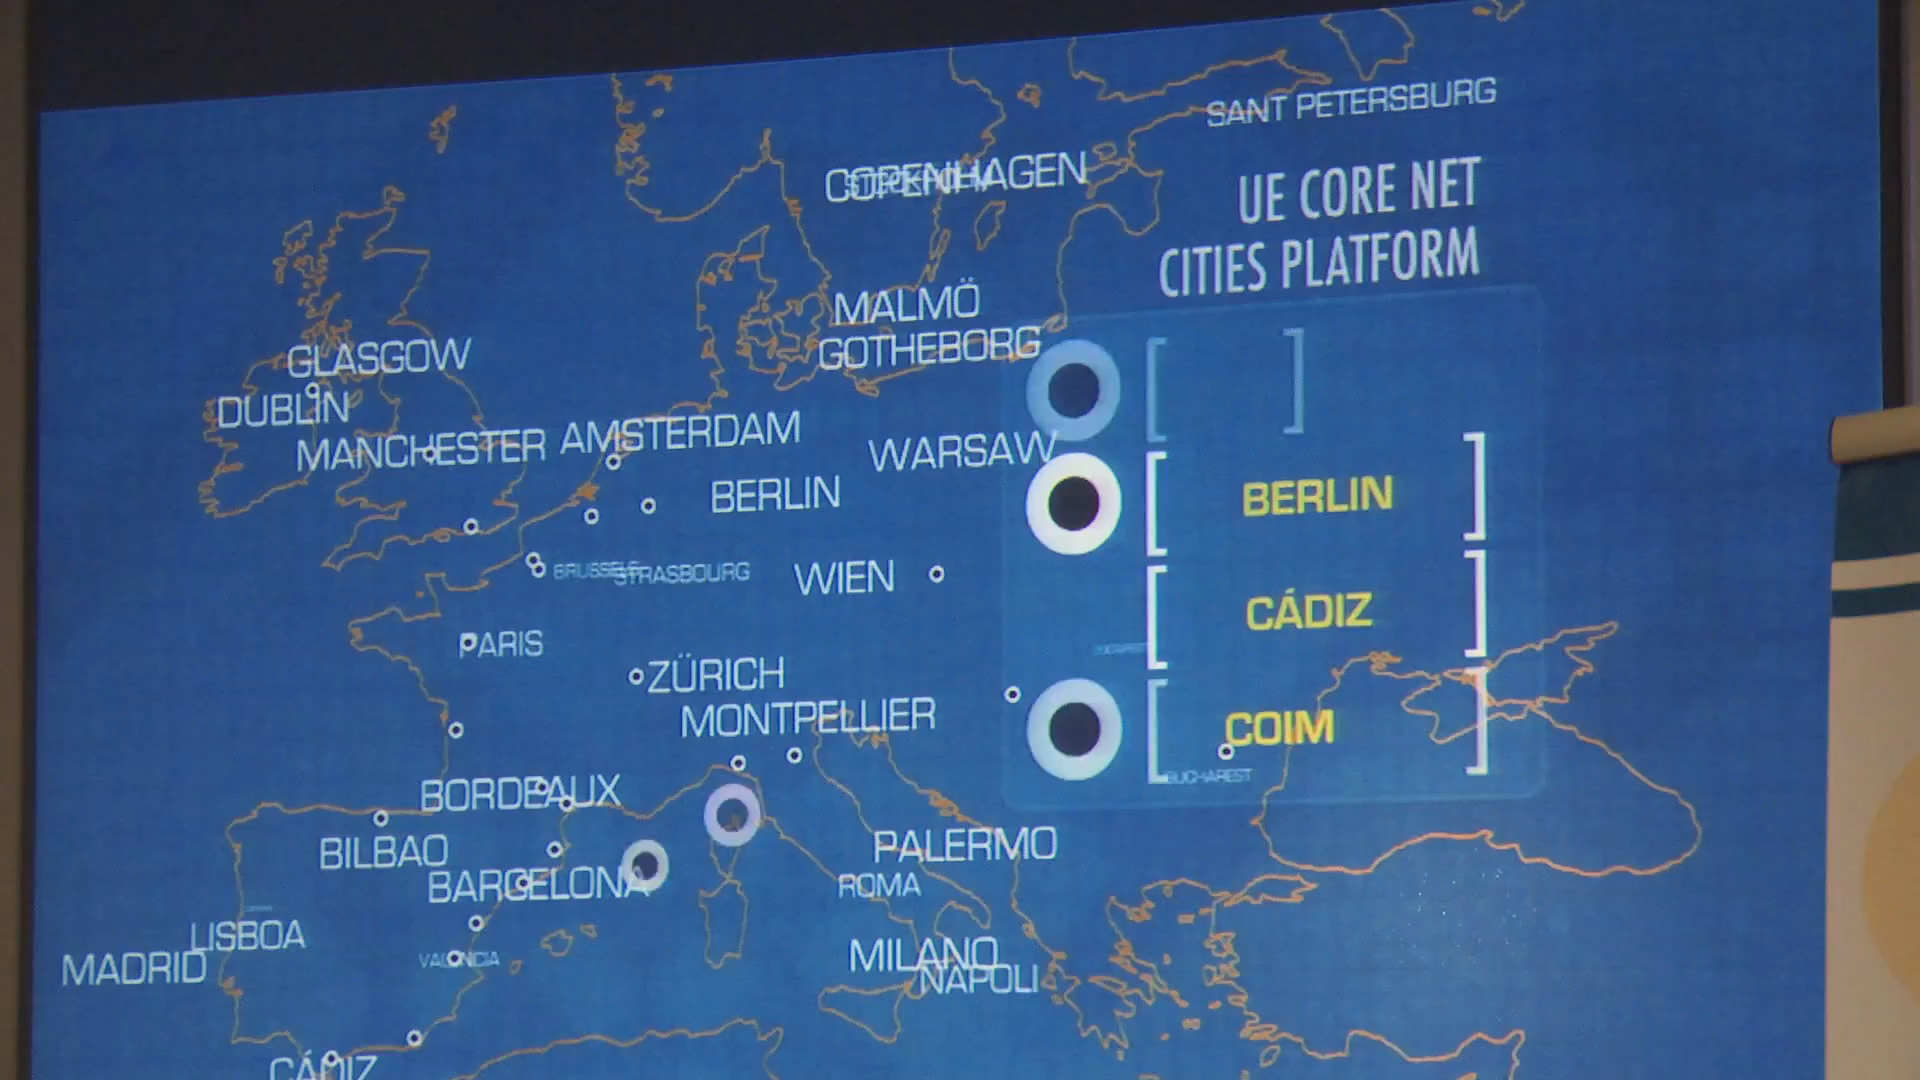 SANT PETERSBURG
COPENHAGEN
UE CORE NET
CITIES PLATFORM
MALMÖ
GOTHEBORG
GLASGOW
DUBLIN
MANCHESTER
AMSTERDAM
WARSAW
BERLIN
[ BERLIN ]
BRUSSELS
STRASBOURG
WIEN
[ CÁDIZ ]
PARIS
ZÜRICH
MONTPELLIER
[ COIM ]
BUCHAREST
BORDEAUX
BILBAO
BARCELONA
PALERMO
ROMA
LISBOA
MADRID
VALENCIA
MILANO
NAPOLI
CÁDIZ